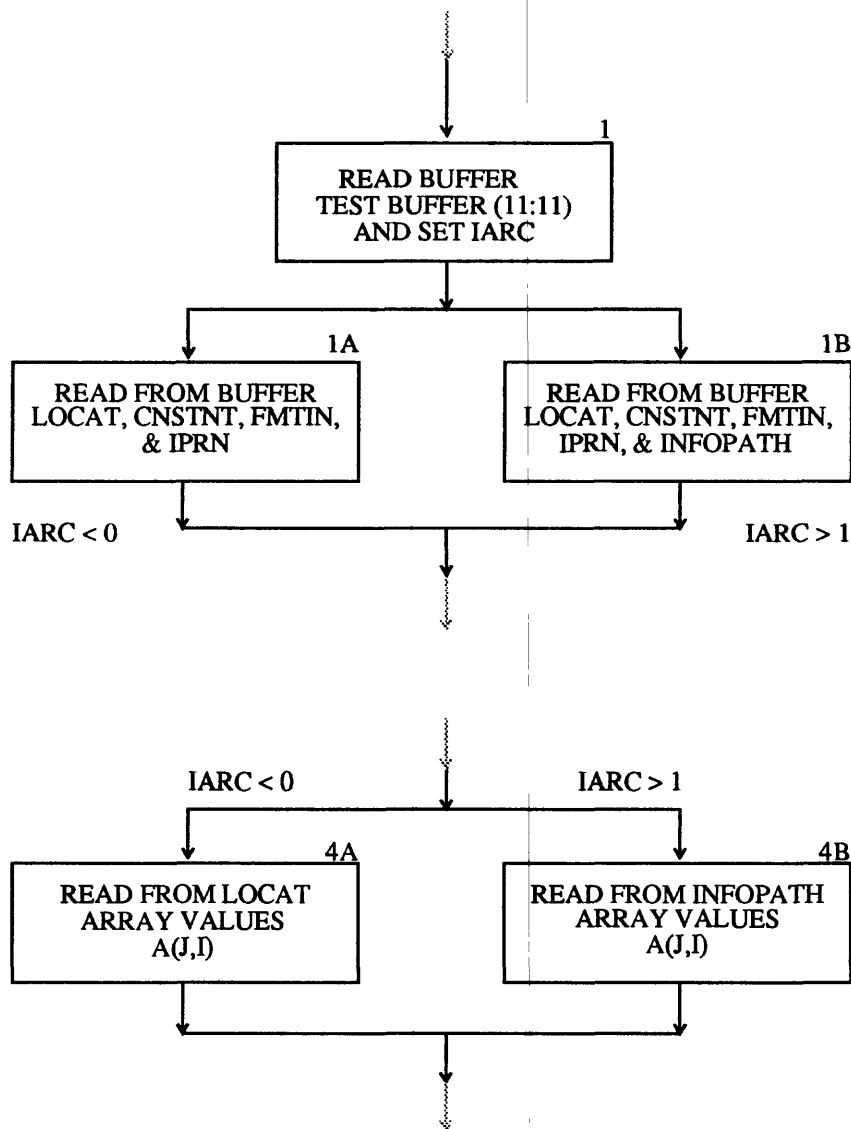 1
READ BUFFER
TEST BUFFER (11:11)
AND SET IARC
1A
READ FROM BUFFER
LOCAT, CNSTNT, FMTIN,
& IPRN
1B
READ FROM BUFFER
LOCAT, CNSTNT, FMTIN,
IPRN, & INFOPATH
IARC < 0
IARC > 1
IARC < 0
IARC > 1
4A
READ FROM LOCAT
ARRAY VALUES
A(J,I)
4B
READ FROM INFOPATH
ARRAY VALUES
A(J,I)